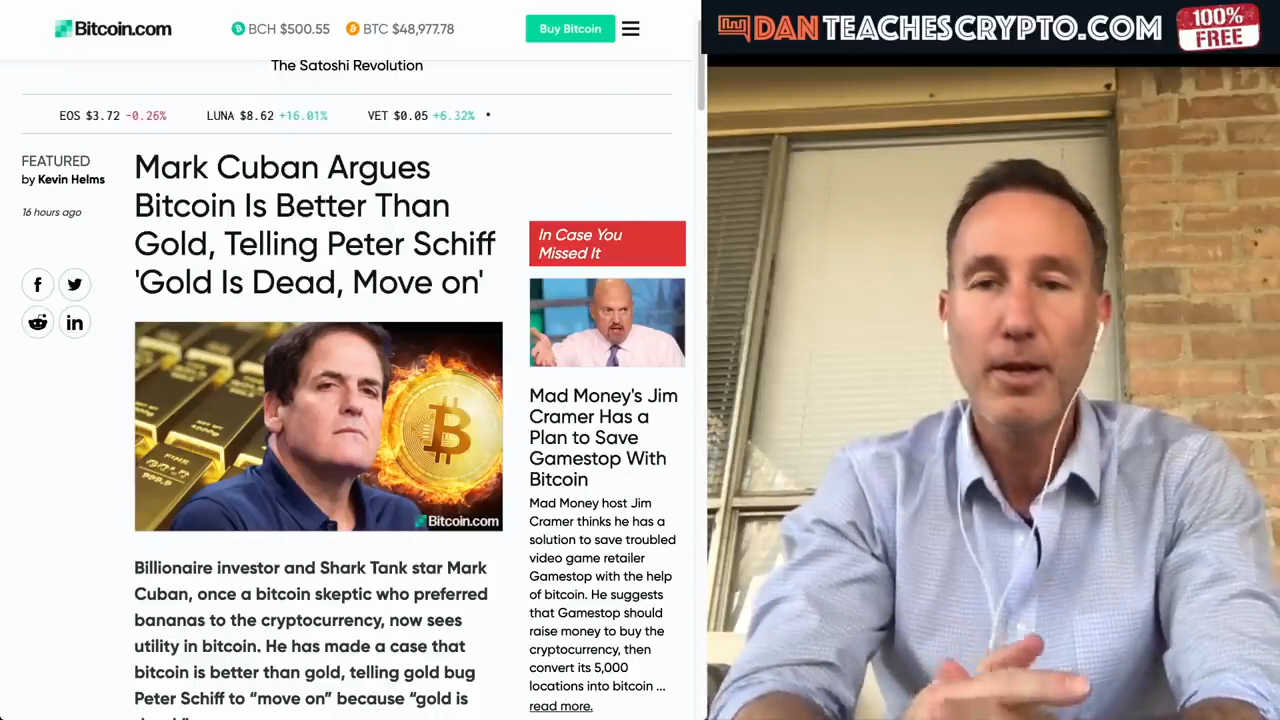 Bitcoin.com
BCH $500.55
BTC $48,977.78
Buy Bitcoin
DANTEACHESCRYPTO.COM
100%
FREE
The Satoshi Revolution
EOS $3.72 -0.26%
LUNA $8.62 +16.01%
VET $0.05 +6.32%
FEATURED
by Kevin Helms
16 hours ago
Mark Cuban Argues
Bitcoin Is Better Than
Gold, Telling Peter Schiff
'Gold Is Dead, Move on'
Bitcoin.com
Billionaire investor and Shark Tank star Mark
Cuban, once a bitcoin skeptic who preferred
bananas to the cryptocurrency, now sees
utility in bitcoin. He has made a case that
bitcoin is better than gold, telling gold bug
Peter Schiff to “move on” because “gold is
In Case You
Missed It
Mad Money's Jim
Cramer Has a
Plan to Save
Gamestop With
Bitcoin
Mad Money host Jim
Cramer thinks he has a
solution to save troubled
video game retailer
Gamestop with the help
of bitcoin. He suggests
that Gamestop should
raise money to buy the
cryptocurrency, then
convert its 5,000
locations into bitcoin ...
read more.